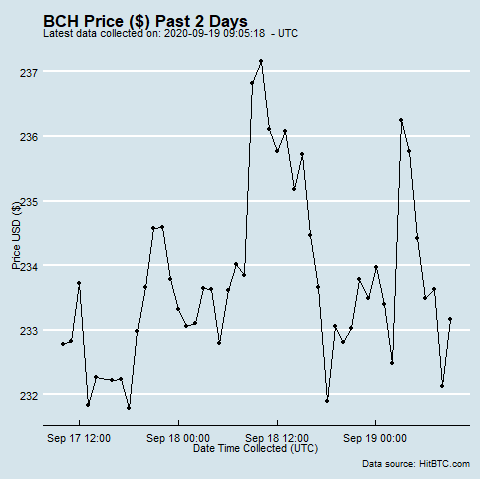 BCH Price ($) Past 2 Days
Latest data collected on: 2020-09-19 09:05:18 - UTC
237
236
235
234
233
232
Price USD ($)
Sep 17 12:00 Sep 18 00:00 Sep 18 12:00 Sep 19 00:00
Date Time Collected (UTC)
Data source: HitBTC.com